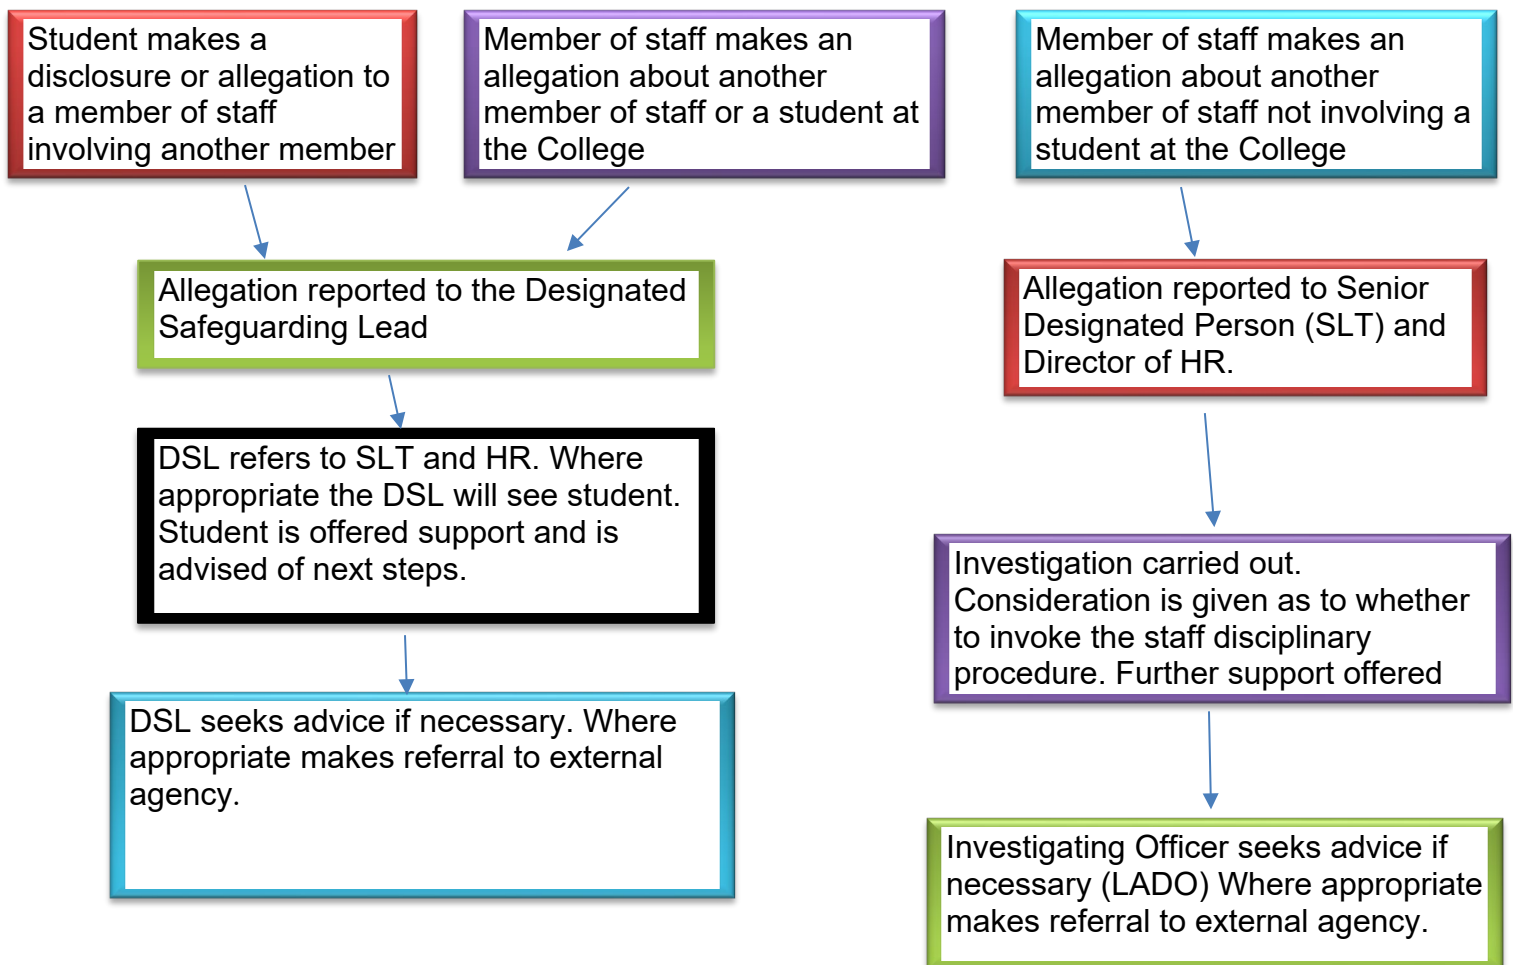 Student makes a
disclosure or allegation to
a member of staff
involving another member
Member of staff makes an
allegation about another
member of staff or a student at
the College
Member of staff makes an
allegation about another
member of staff not involving a
student at the College
Allegation reported to the Designated
Safeguarding Lead
Allegation reported to Senior
Designated Person (SLT) and
Director of HR.
DSL refers to SLT and HR. Where
appropriate the DSL will see student.
Student is offered support and is
advised of next steps.
Investigation carried out.
Consideration is given as to whether
to invoke the staff disciplinary
procedure. Further support offered
DSL seeks advice if necessary. Where
appropriate makes referral to external
agency.
Investigating Officer seeks advice if
necessary (LADO) Where appropriate
makes referral to external agency.